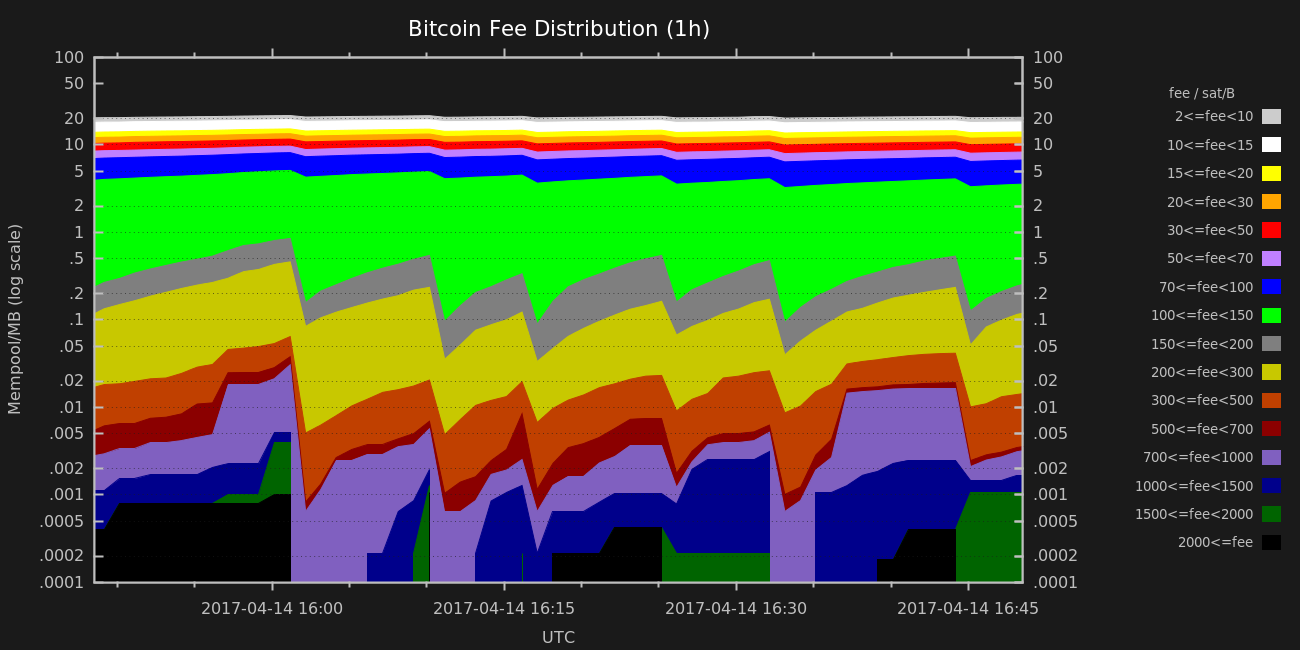 Bitcoin Fee Distribution (1h)
Mempool/MB (log scale)
100
50
20
10
5
2
1
.5
.2
.1
.05
.02
.01
.005
.002
.001
.0005
.0002
.0001
100
50
20
10
5
2
1
.5
.2
.1
.05
.02
.01
.005
.002
.001
.0005
.0002
.0001
2017-04-14 16:00
2017-04-14 16:15
2017-04-14 16:30
2017-04-14 16:45
UTC
fee / sat/B
2<=fee<10
10<=fee<15
15<=fee<20
20<=fee<30
30<=fee<50
50<=fee<70
70<=fee<100
100<=fee<150
150<=fee<200
200<=fee<300
300<=fee<500
500<=fee<700
700<=fee<1000
1000<=fee<1500
1500<=fee<2000
2000<=fee